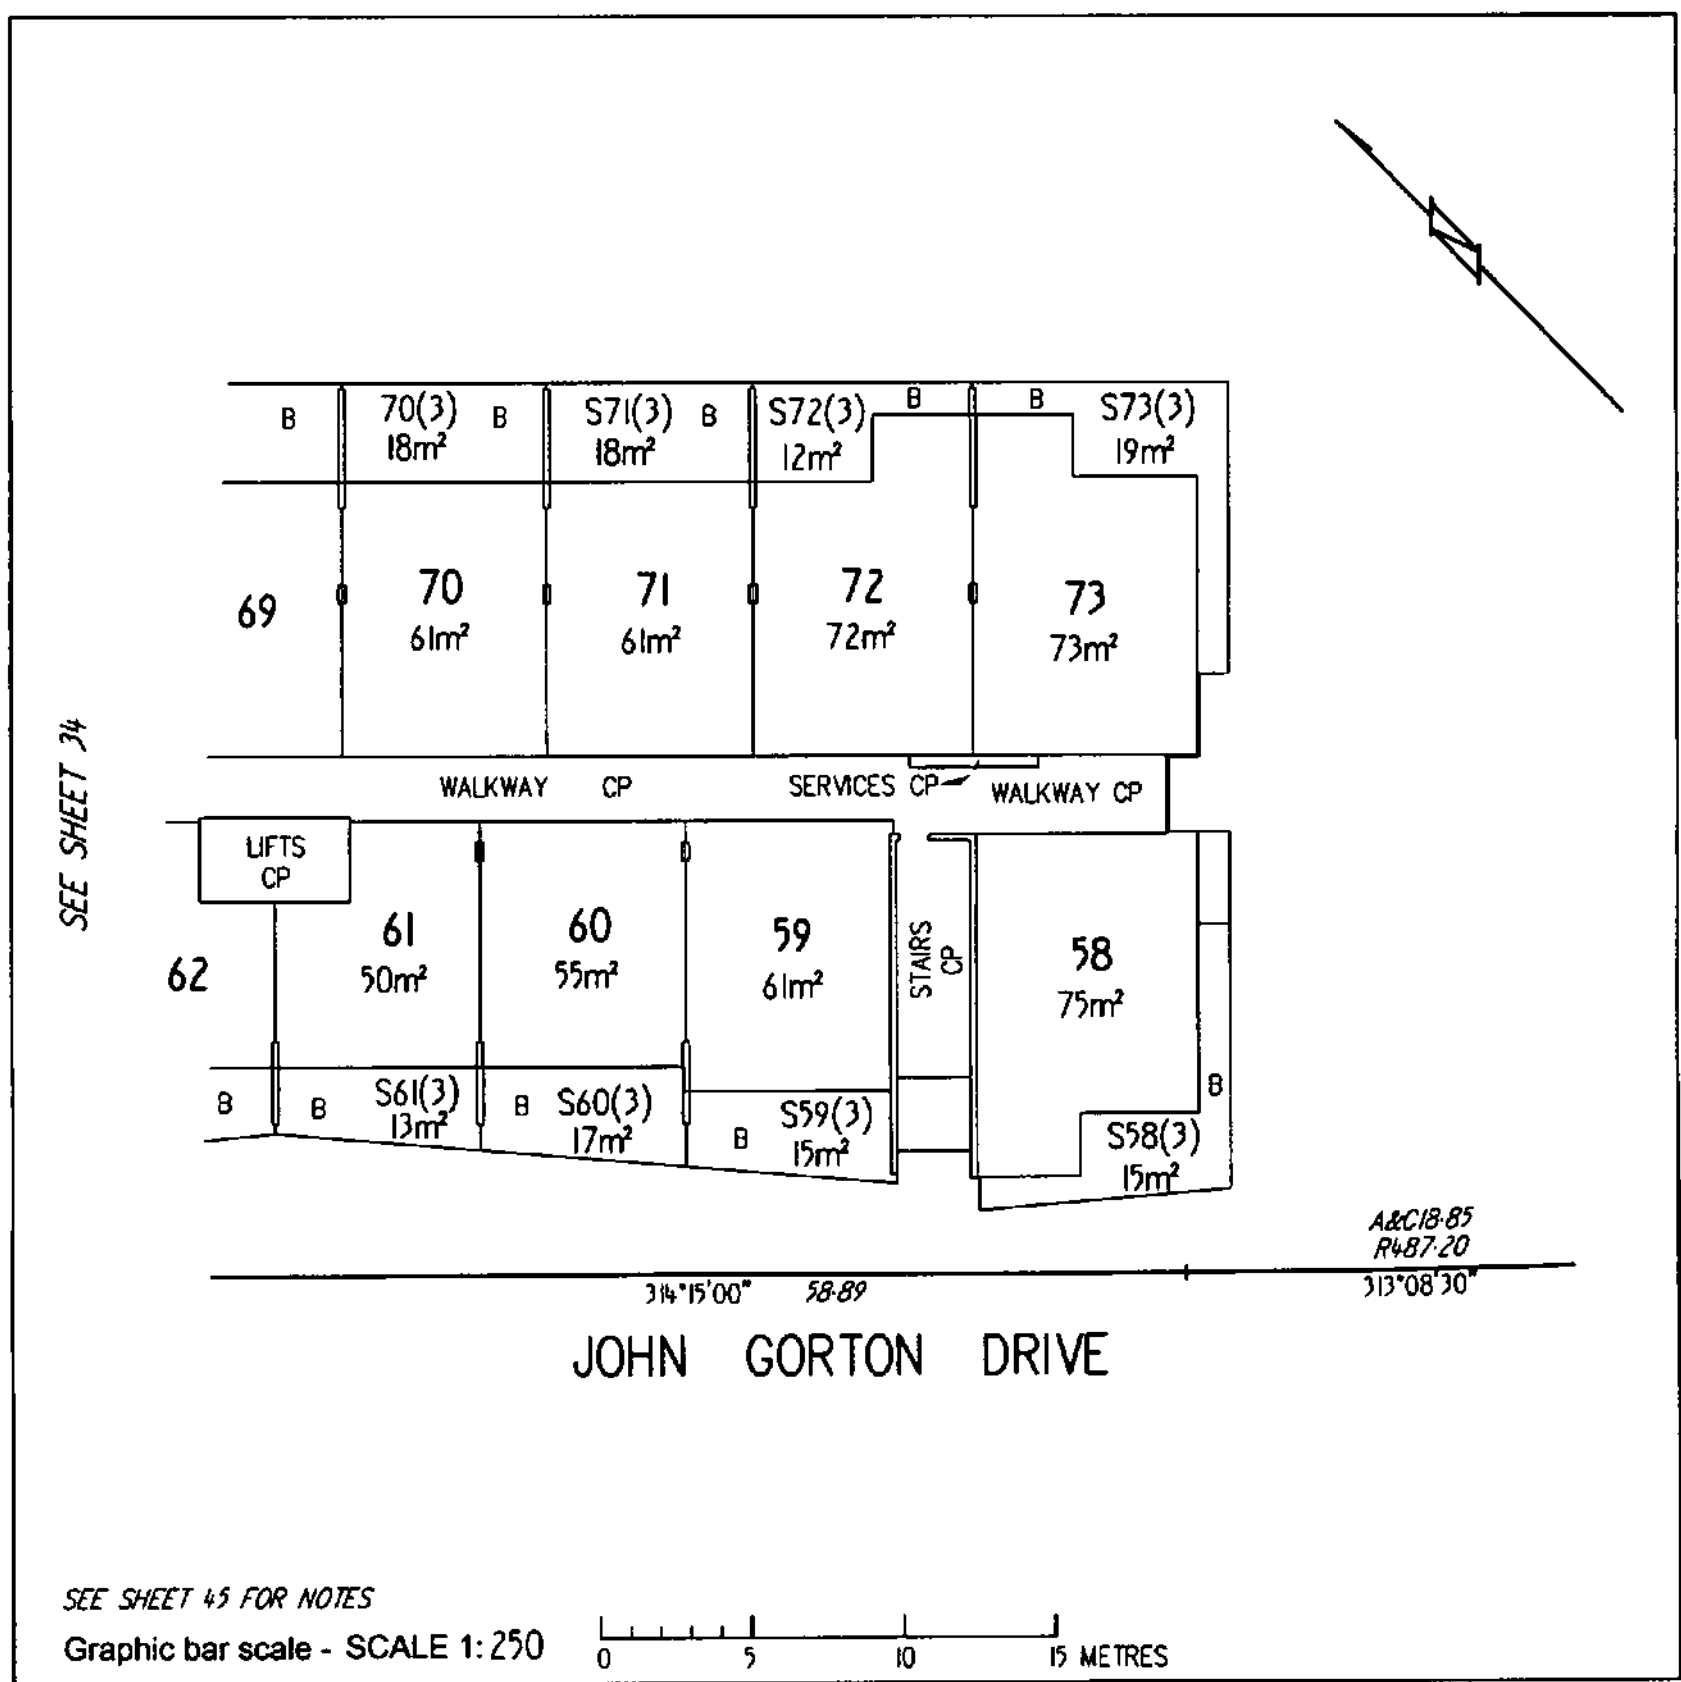 B
70(3)
18m²
B
S71(3)
18m²
B
S72(3)
12m²
B
B
S73(3)
19m²
69
70
61m²
71
61m²
72
72m²
73
73m²
SEE SHEET 34
WALKWAY CP
SERVICES CP
WALKWAY CP
LIFTS
CP
62
61
50m²
60
55m²
59
61m²
STAIRS
CP
58
75m²
B
B
S61(3)
13m²
B
S60(3)
17m²
B
S59(3)
15m²
S58(3)
15m²
B
A&C18·85
R487·20
314°15'00" 58·89
313°08'30"
JOHN GORTON DRIVE
SEE SHEET 45 FOR NOTES
Graphic bar scale - SCALE 1:250
0 5 10 15 METRES